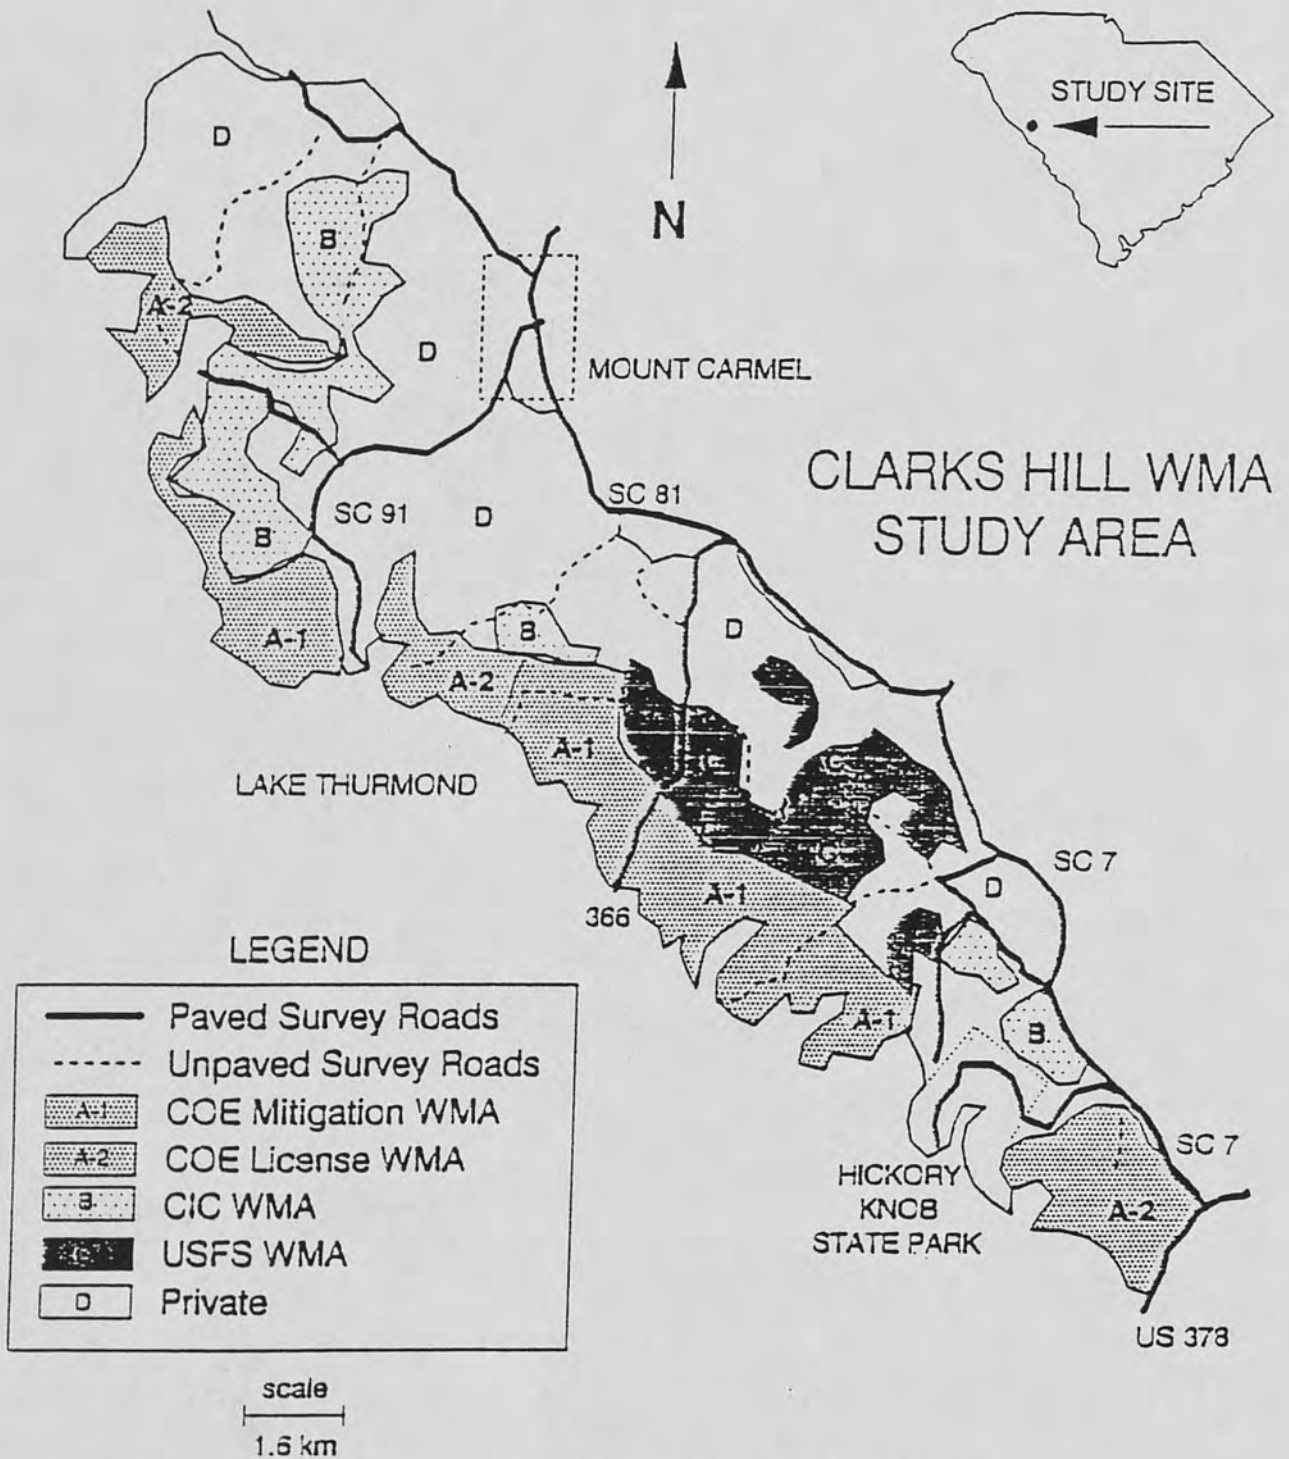 STUDY SITE
N
D
B
A-2
D
MOUNT CARMEL
CLARKS HILL WMA
STUDY AREA
SC 81
SC 91
D
B
A-1
B
D
A-2
A-1
C
C
LAKE THURMOND
C
SC 7
A-1
D
366
A-1
B
SC 7
HICKORY
KNOB
STATE PARK
A-2
US 378
LEGEND
Paved Survey Roads
Unpaved Survey Roads
A-1 COE Mitigation WMA
A-2 COE License WMA
B CIC WMA
C USFS WMA
D Private
scale
1.6 km